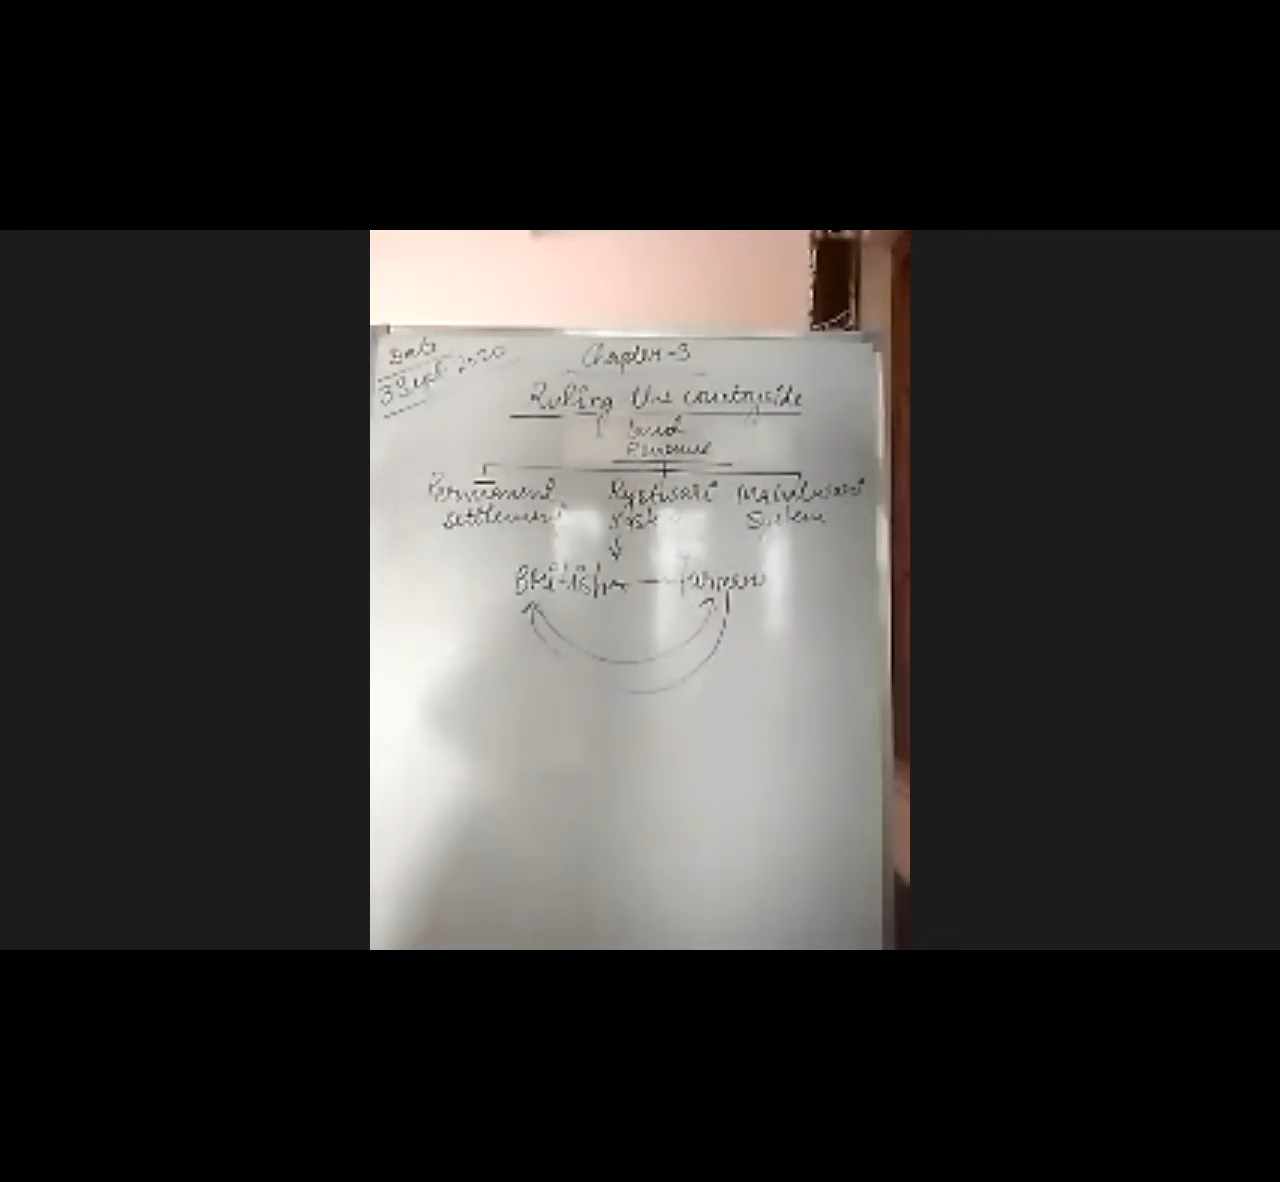 Date
3 Sept 2020
Chapter-3
Ruling the countryside
Land
Revenue
Permanent settlement
Ryotwari System
Mahalwari System
British Farmers